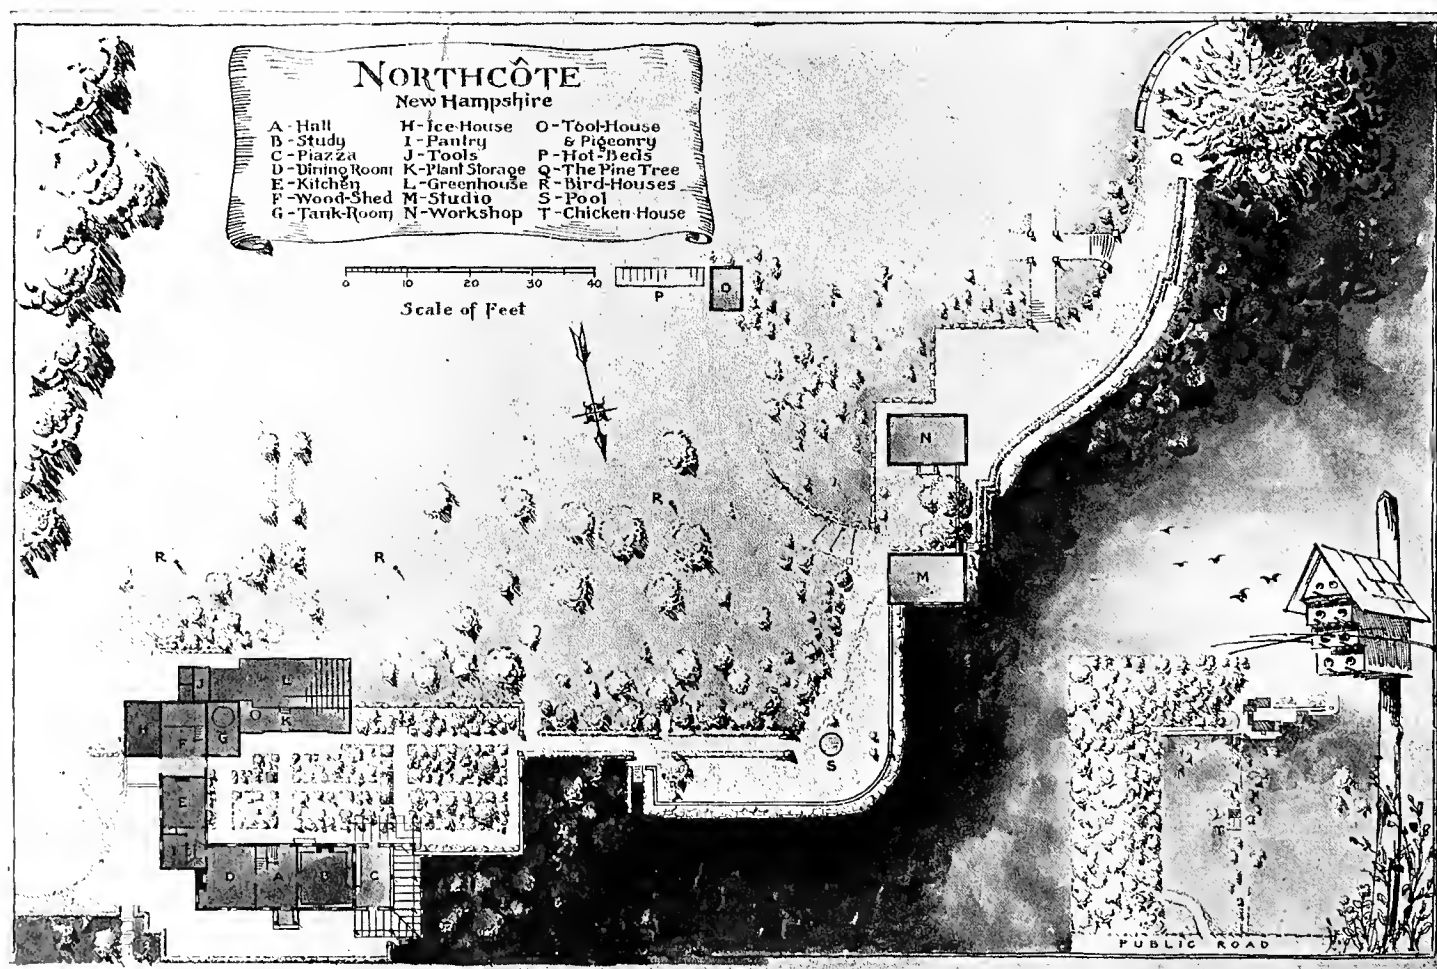 NORTHCÔTE
New Hampshire
A - Hall
B - Study
C - Piazza
D - Dining Room
E - Kitchen
F - Wood-Shed
G - Tank-Room
H - Ice-House
I - Pantry
J - Tools
K - Plant Storage
L - Greenhouse
M - Studio
N - Workshop
O - Tool-House
& Pigeonry
P - Hot-Beds
Q - The Pine Tree
R - Bird-Houses
S - Pool
T - Chicken House
0 10 20 30 40
Scale of Feet
P
O
Q
N
R
R
R
M
J
L
K
H
F
G
S
E
I
D
A
B
C
T
PUBLIC ROAD